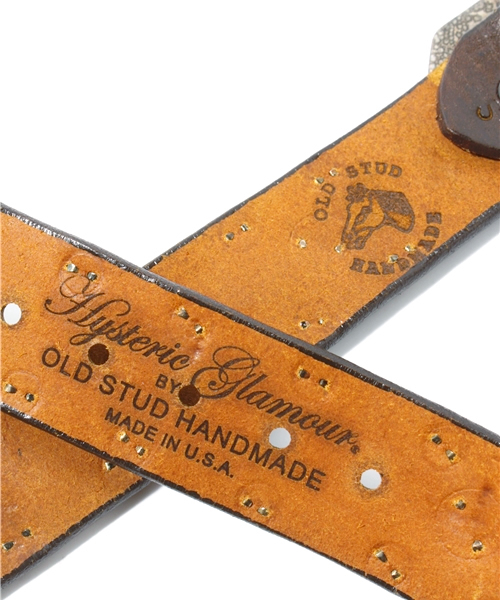 OLD STUD
HANDMADE
Hysteric Glamour®
BY
OLD STUD HANDMADE
MADE IN U.S.A.